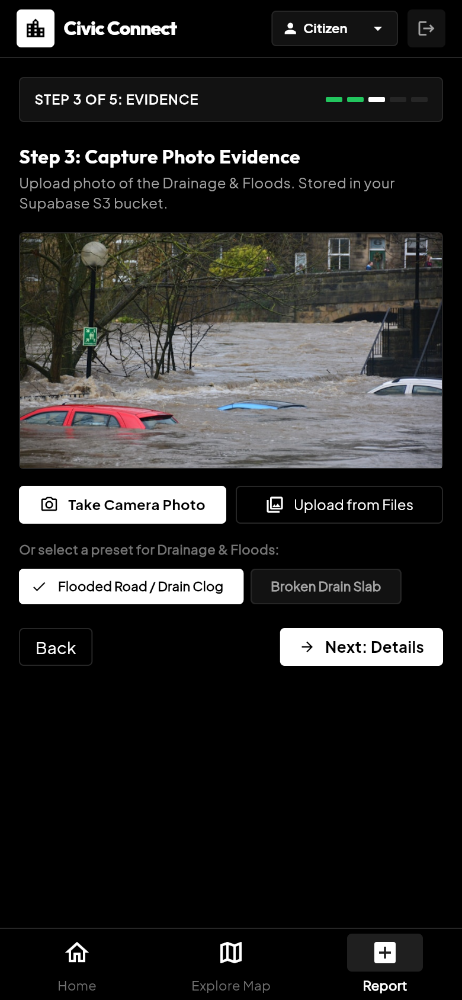 Civic Connect
Citizen
STEP 3 OF 5: EVIDENCE
Step 3: Capture Photo Evidence
Upload photo of the Drainage & Floods. Stored in your
Supabase S3 bucket.
Take Camera Photo
Upload from Files
Or select a preset for Drainage & Floods:
Flooded Road / Drain Clog
Broken Drain Slab
Back
Next: Details
Home
Explore Map
Report